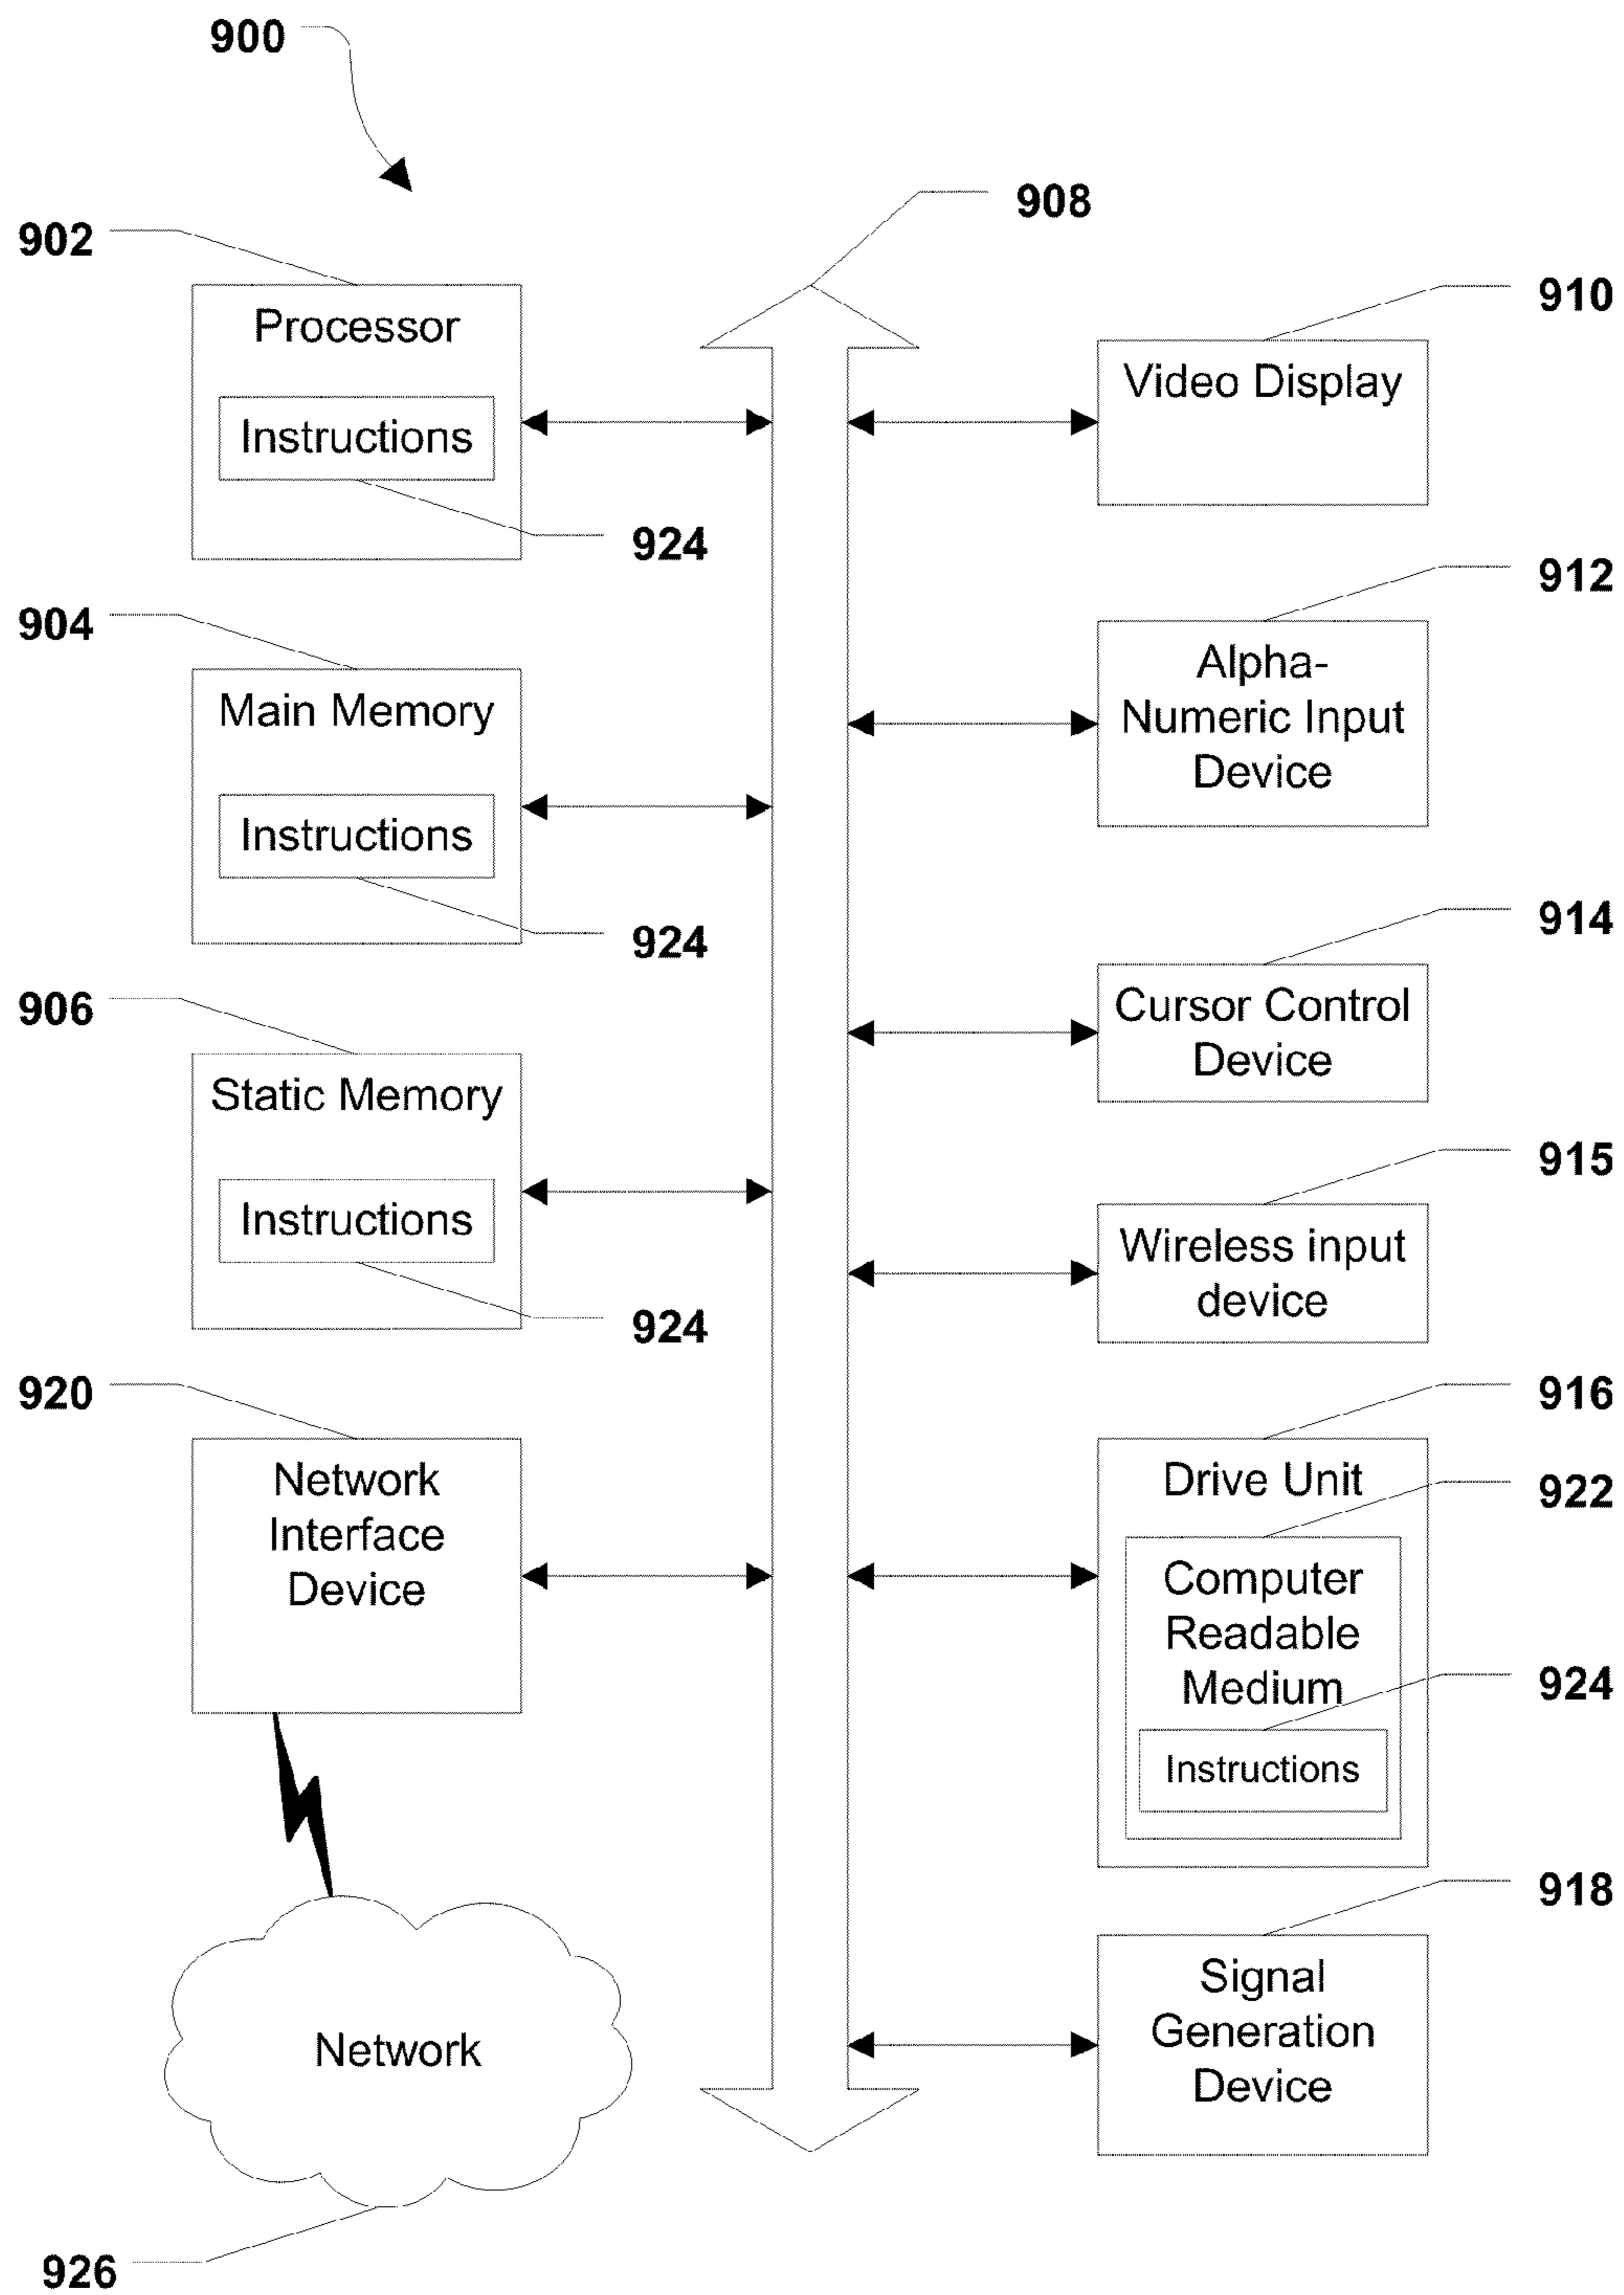 900
908
902
Processor
Instructions
924
904
Main Memory
Instructions
924
906
Static Memory
Instructions
924
920
Network
Interface
Device
Network
926
910
Video Display
912
Alpha-
Numeric Input
Device
914
Cursor Control
Device
915
Wireless input
device
916
Drive Unit
922
Computer
Readable
Medium
924
Instructions
918
Signal
Generation
Device